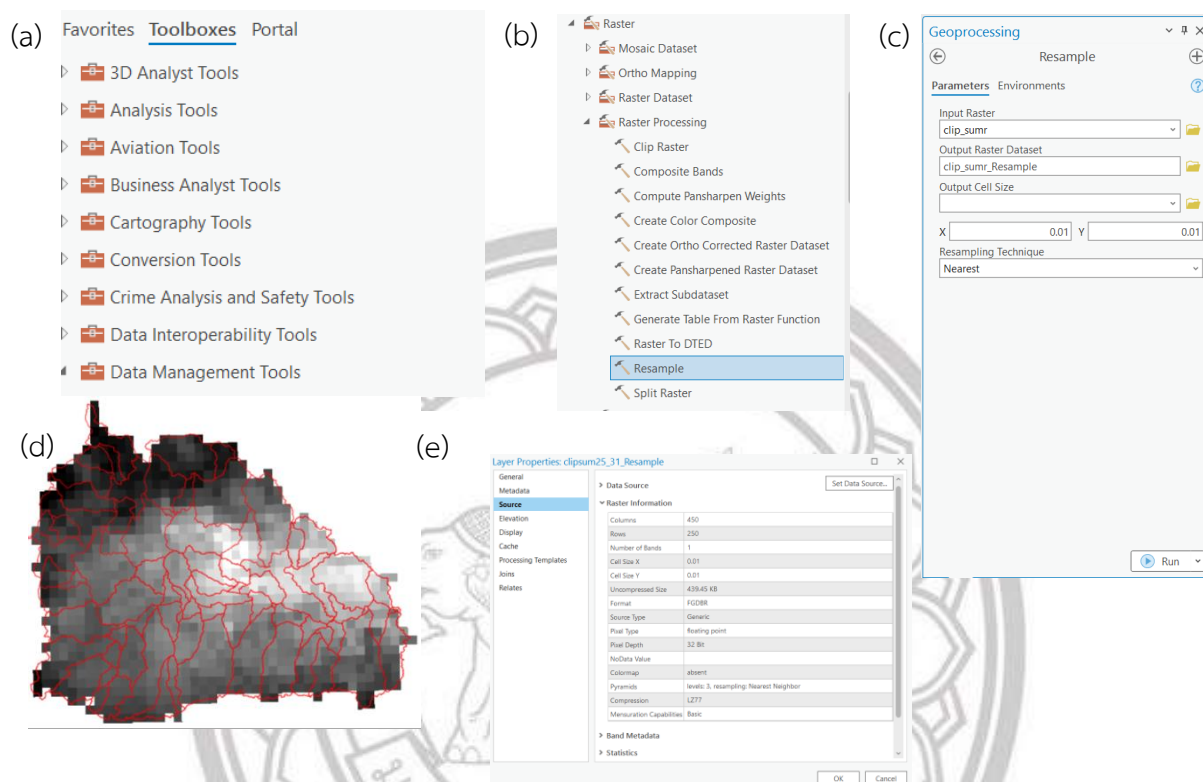 (a)
Favorites Toolboxes Portal
3D Analyst Tools
Analysis Tools
Aviation Tools
Business Analyst Tools
Cartography Tools
Conversion Tools
Crime Analysis and Safety Tools
Data Interoperability Tools
Data Management Tools
(b)
Raster
Mosaic Dataset
Ortho Mapping
Raster Dataset
Raster Processing
Clip Raster
Composite Bands
Compute Pansharpen Weights
Create Color Composite
Create Ortho Corrected Raster Dataset
Create Pansharpened Raster Dataset
Extract Subdataset
Generate Table From Raster Function
Raster To DTED
Resample
Split Raster
(c)
Geoprocessing
Resample
Parameters Environments
Input Raster
clip_sumr
Output Raster Dataset
clip_sumr_Resample
Output Cell Size
X 0.01 Y 0.01
Resampling Technique
Nearest
Run
(d)
(e)
Layer Properties: clipsum25_31_Resample
General
Metadata
Source
Elevation
Display
Cache
Processing Templates
Joins
Relates
Data Source
Set Data Source...
Raster Information
Columns 450
Rows 250
Number of Bands 1
Cell Size X 0.01
Cell Size Y 0.01
Uncompressed Size 439.45 KB
Format FGDBR
Source Type Generic
Pixel Type floating point
Pixel Depth 32 Bit
NoData Value
Colormap absent
Pyramids levels: 3, resampling: Nearest Neighbor
Compression LZ77
Mensuration Capabilities Basic
Band Metadata
Statistics
OK Cancel